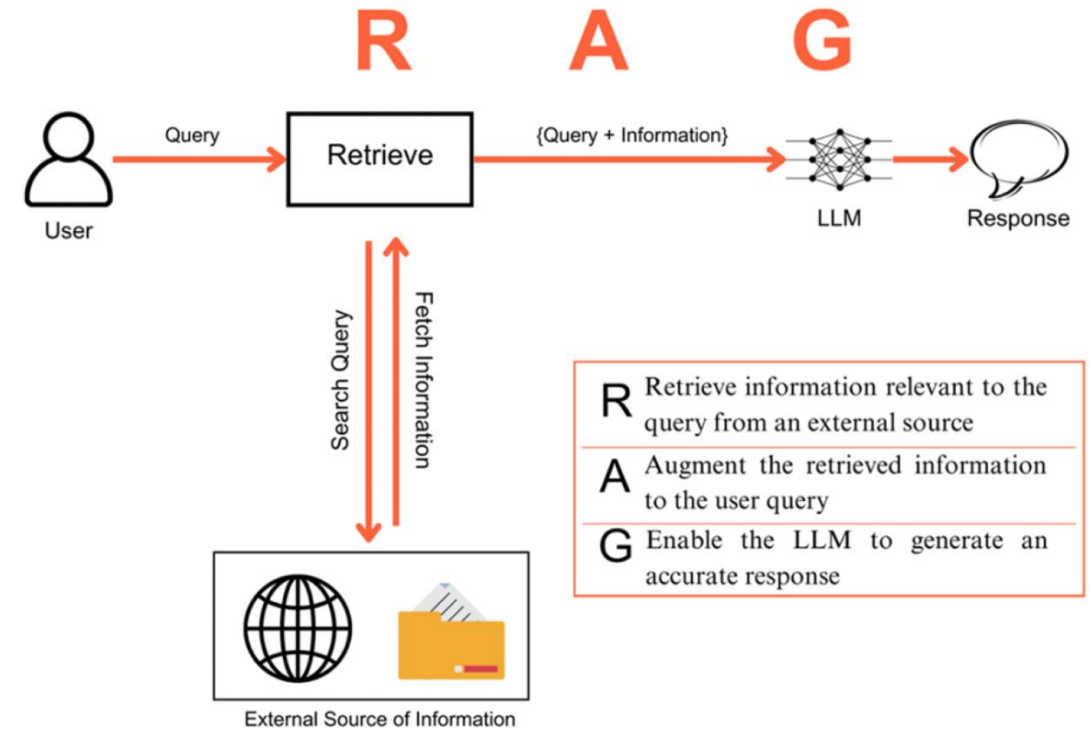 R A G
Query
{Query + Information}
Retrieve
User
LLM
Response
Search Query
Fetch Information
R Retrieve information relevant to the
query from an external source
A Augment the retrieved information
to the user query
G Enable the LLM to generate an
accurate response
External Source of Information